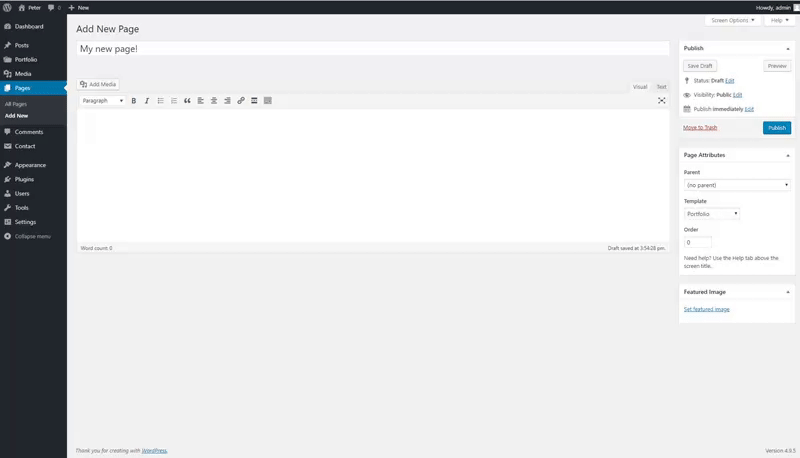 Peter 0 New Howdy, admin
Screen Options Help
Dashboard
Posts
Portfolio
Media
Pages
All Pages
Add New
Comments
Contact
Appearance
Plugins
Users
Tools
Settings
Collapse menu
Add New Page
My new page!
Add Media
Visual Text
Paragraph B I
Word count: 0 Draft saved at 3:54:28 pm.
Publish
Save Draft Preview
Status: Draft Edit
Visibility: Public Edit
Publish immediately Edit
Move to Trash Publish
Page Attributes
Parent
(no parent)
Template
Portfolio
Order
0
Need help? Use the Help tab above the
screen title.
Featured Image
Set featured image
Thank you for creating with WordPress. Version 4.9.5